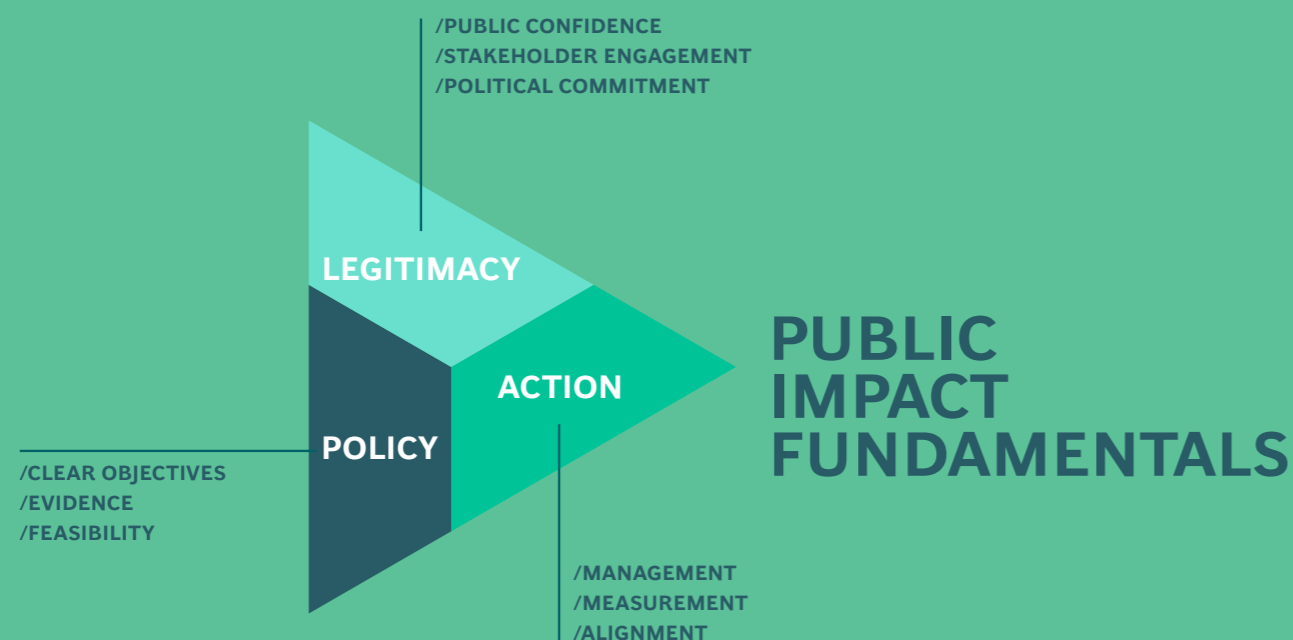 /PUBLIC CONFIDENCE
/STAKEHOLDER ENGAGEMENT
/POLITICAL COMMITMENT
LEGITIMACY
ACTION
POLICY
PUBLIC
IMPACT
FUNDAMENTALS
/CLEAR OBJECTIVES
/EVIDENCE
/FEASIBILITY
/MANAGEMENT
/MEASUREMENT
/ALIGNMENT